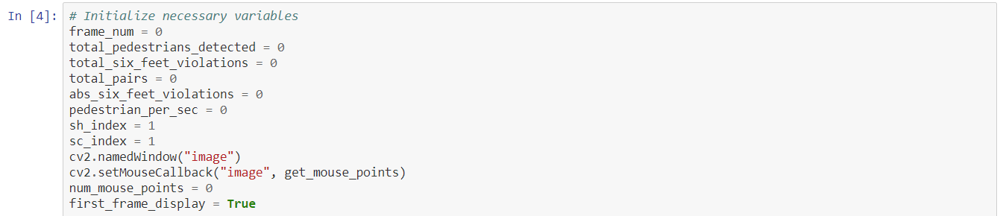 In [4]: # Initialize necessary variables
frame_num = 0
total_pedestrians_detected = 0
total_six_feet_violations = 0
total_pairs = 0
abs_six_feet_violations = 0
pedestrian_per_sec = 0
sh_index = 1
sc_index = 1
cv2.namedWindow("image")
cv2.setMouseCallback("image", get_mouse_points)
num_mouse_points = 0
first_frame_display = True